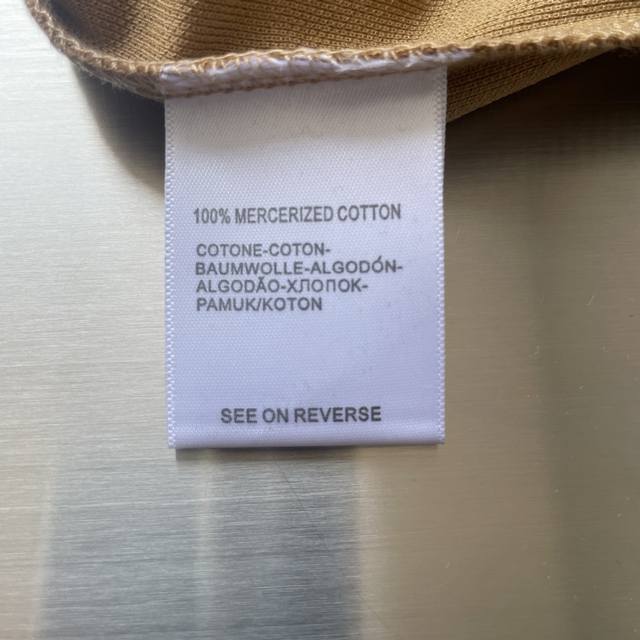 100% MERCERIZED COTTON
COTONE-COTON-
BAUMWOLLE-ALGODÓN-
ALGODÃO-ХЛОПОК-
PAMUK/KOTON
SEE ON REVERSE